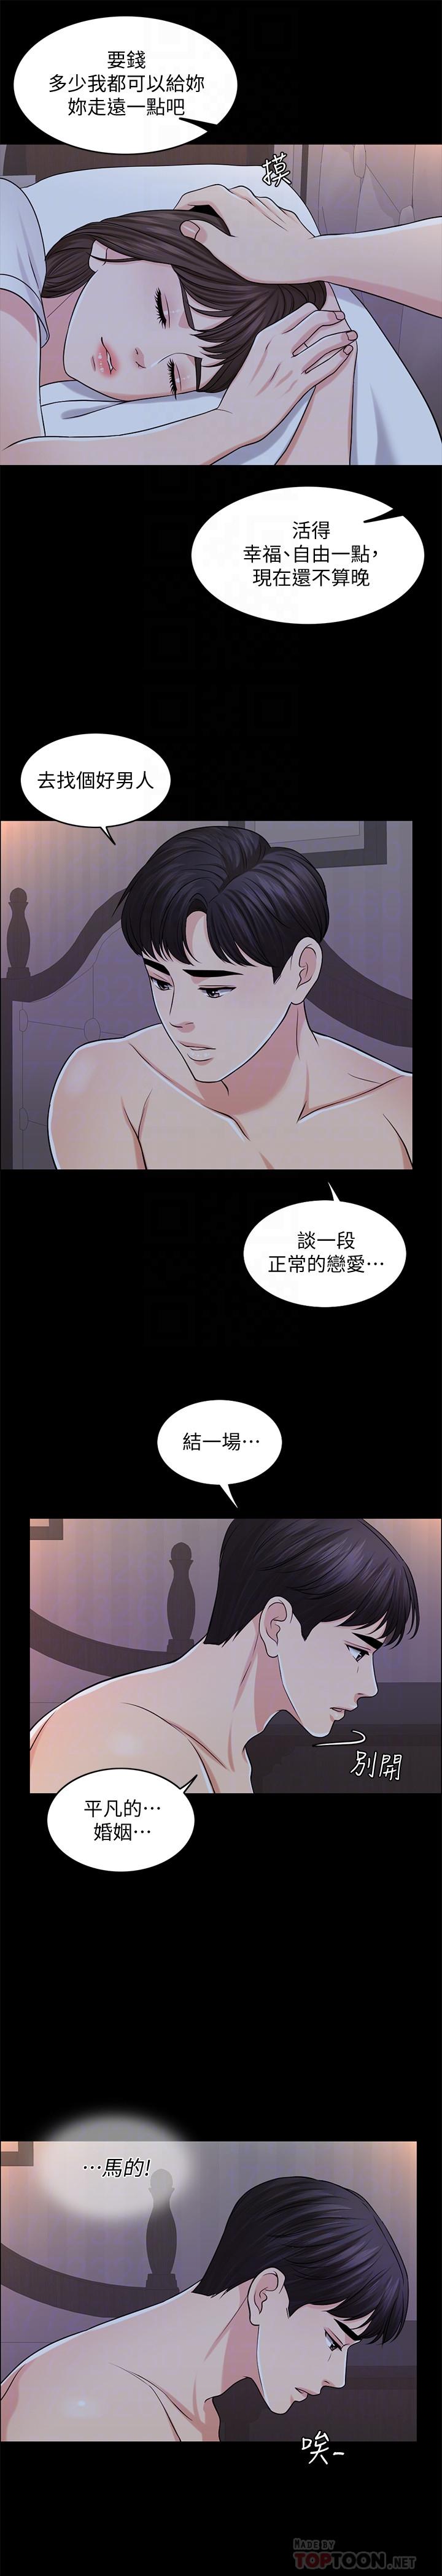 要錢
多少我都可以給妳
妳走遠一點吧
摸
活得
幸福、自由一點,
現在還不算晚
去找個好男人
談一段
正常的戀愛…
結一場…
別開
平凡的…
婚姻…
…馬的!
唉-
MADE BY
TOPTOON.NET